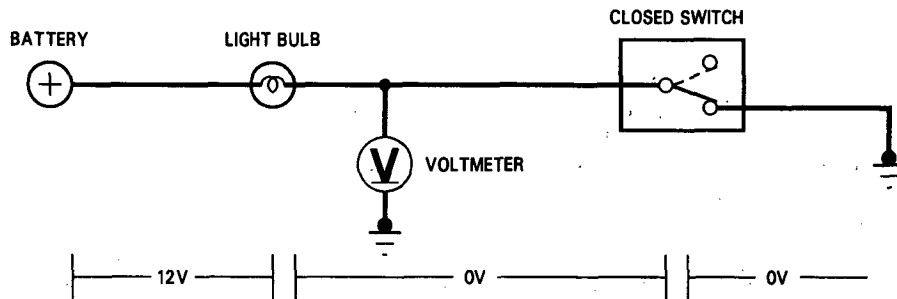 CLOSED SWITCH
BATTERY
LIGHT BULB
+
V
VOLTMETER
12V
0V
0V